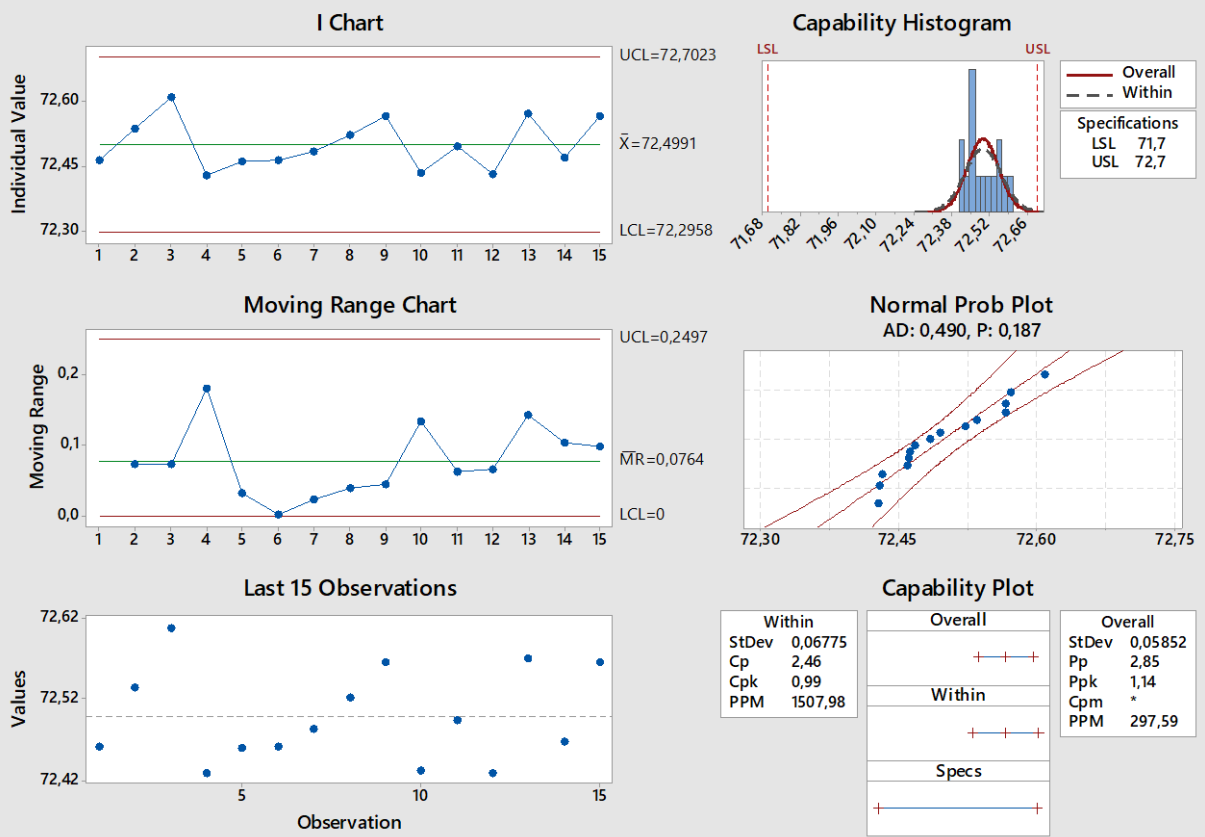 I Chart
Individual Value
72,60
72,45
72,30
UCL=72,7023
X̄=72,4991
LCL=72,2958
1 2 3 4 5 6 7 8 9 10 11 12 13 14 15
Capability Histogram
LSL USL
71,68 71,82 71,96 72,10 72,24 72,38 72,52 72,66
Overall
Within
Specifications
LSL 71,7
USL 72,7
Moving Range Chart
Moving Range
0,2
0,1
0,0
UCL=0,2497
M̅R̅=0,0764
LCL=0
1 2 3 4 5 6 7 8 9 10 11 12 13 14 15
Normal Prob Plot
AD: 0,490, P: 0,187
72,30 72,45 72,60 72,75
Last 15 Observations
Values
72,62
72,52
72,42
5 10 15
Observation
Capability Plot
Within
StDev 0,06775
Cp 2,46
Cpk 0,99
PPM 1507,98
Overall
Within
Specs
Overall
StDev 0,05852
Pp 2,85
Ppk 1,14
Cpm *
PPM 297,59